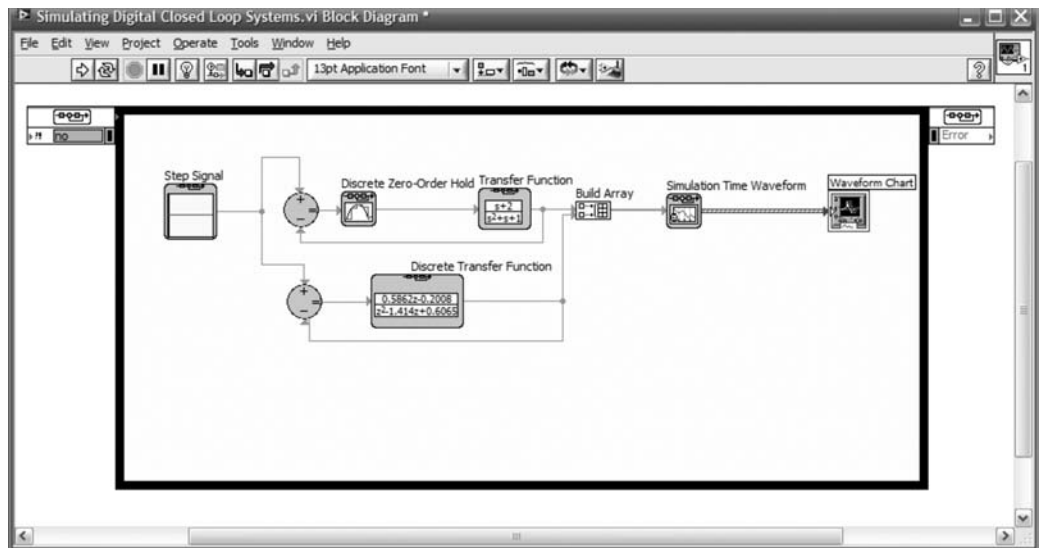 Simulating Digital Closed Loop Systems.vi Block Diagram *
File Edit View Project Operate Tools Window Help
13pt Application Font
1
no
Error
Step Signal
Discrete Zero-Order Hold
Transfer Function
s+2
s²+s+1
Build Array
Simulation Time Waveform
Waveform Chart
Discrete Transfer Function
0.5862z-0.2008
z²-1.414z+0.6065